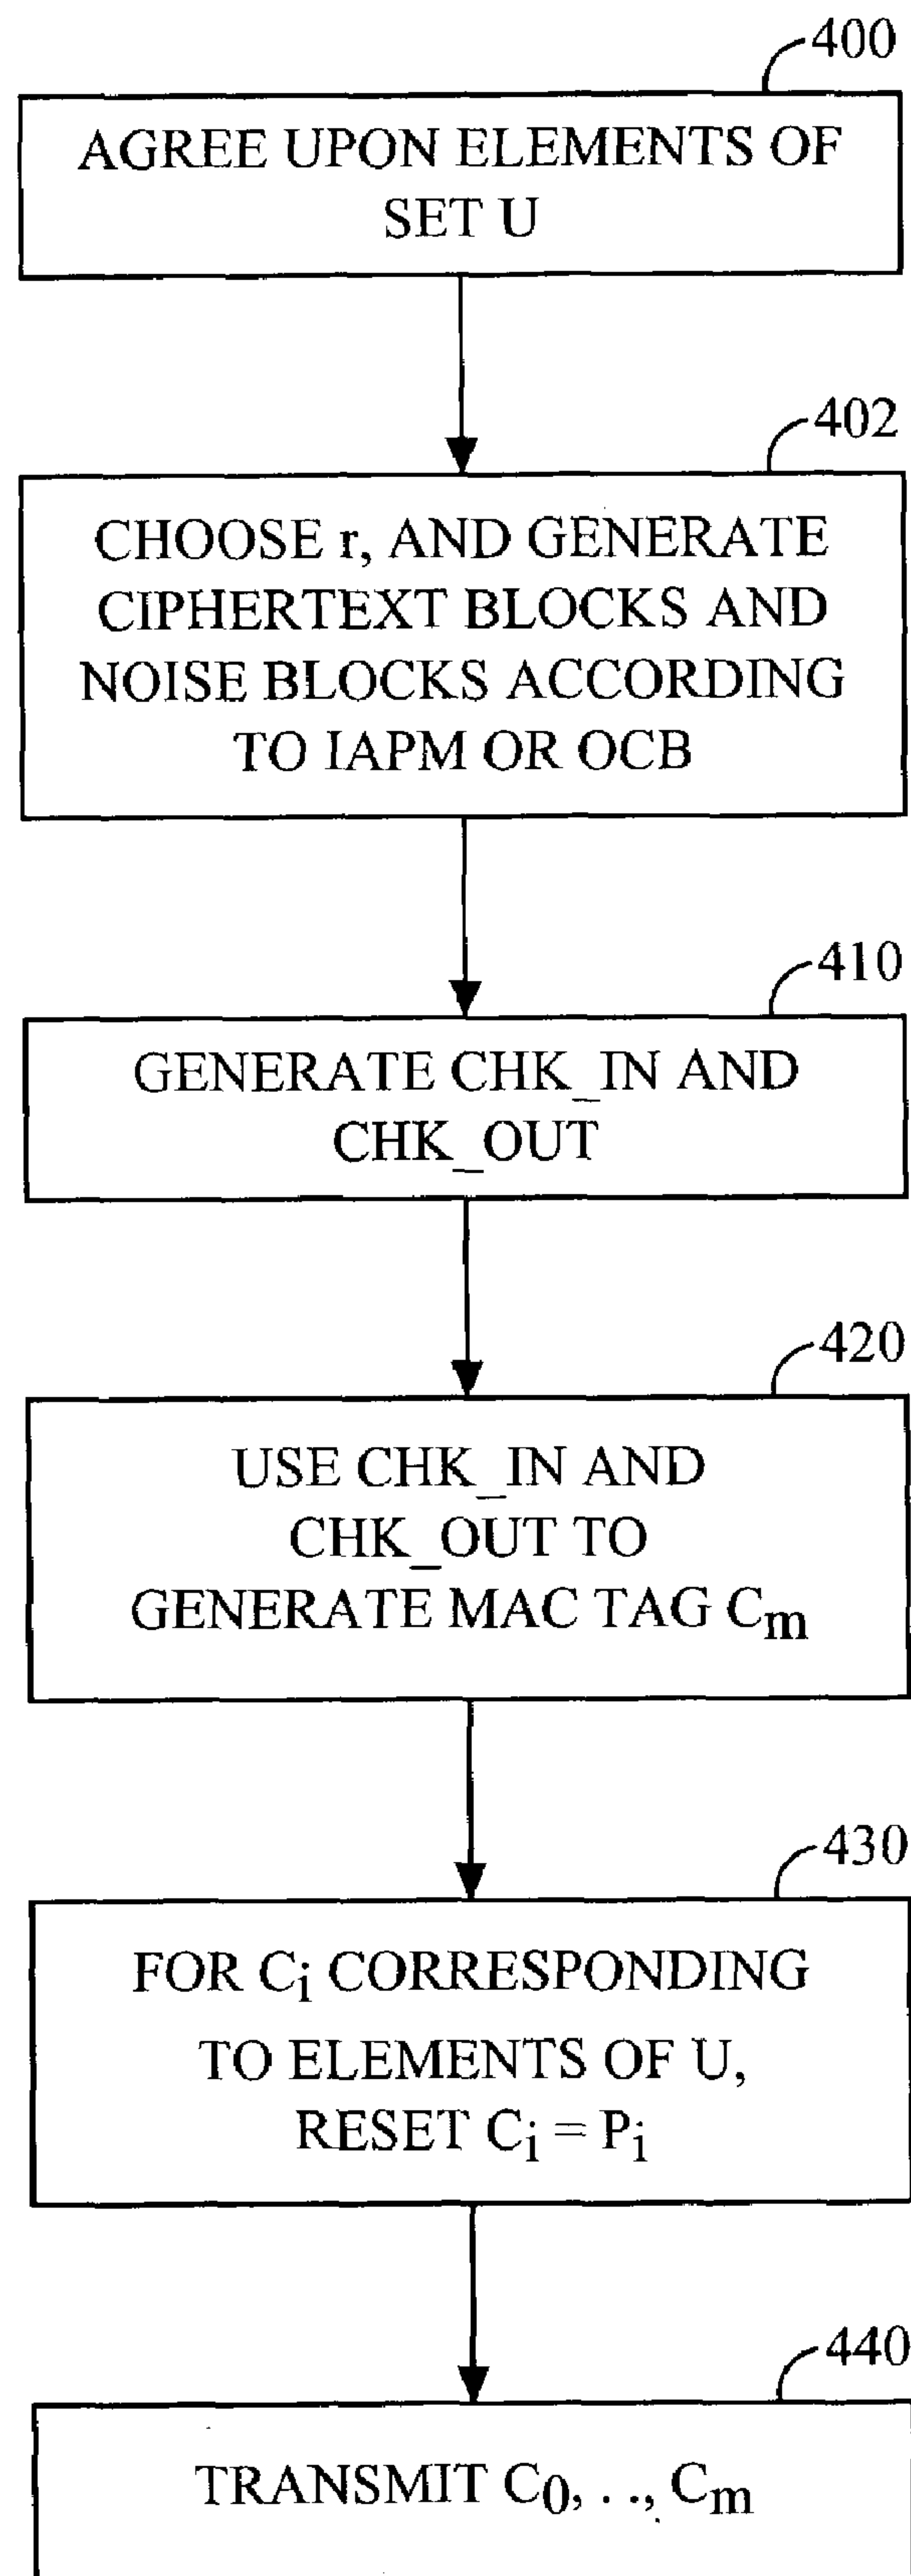 400
AGREE UPON ELEMENTS OF
SET U
402
CHOOSE r, AND GENERATE
CIPHERTEXT BLOCKS AND
NOISE BLOCKS ACCORDING
TO IAPM OR OCB
410
GENERATE CHK_IN AND
CHK_OUT
420
USE CHK_IN AND
CHK_OUT TO
GENERATE MAC TAG Cm
430
FOR Ci CORRESPONDING
TO ELEMENTS OF U,
RESET Ci = Pi
440
TRANSMIT C0, . ., Cm